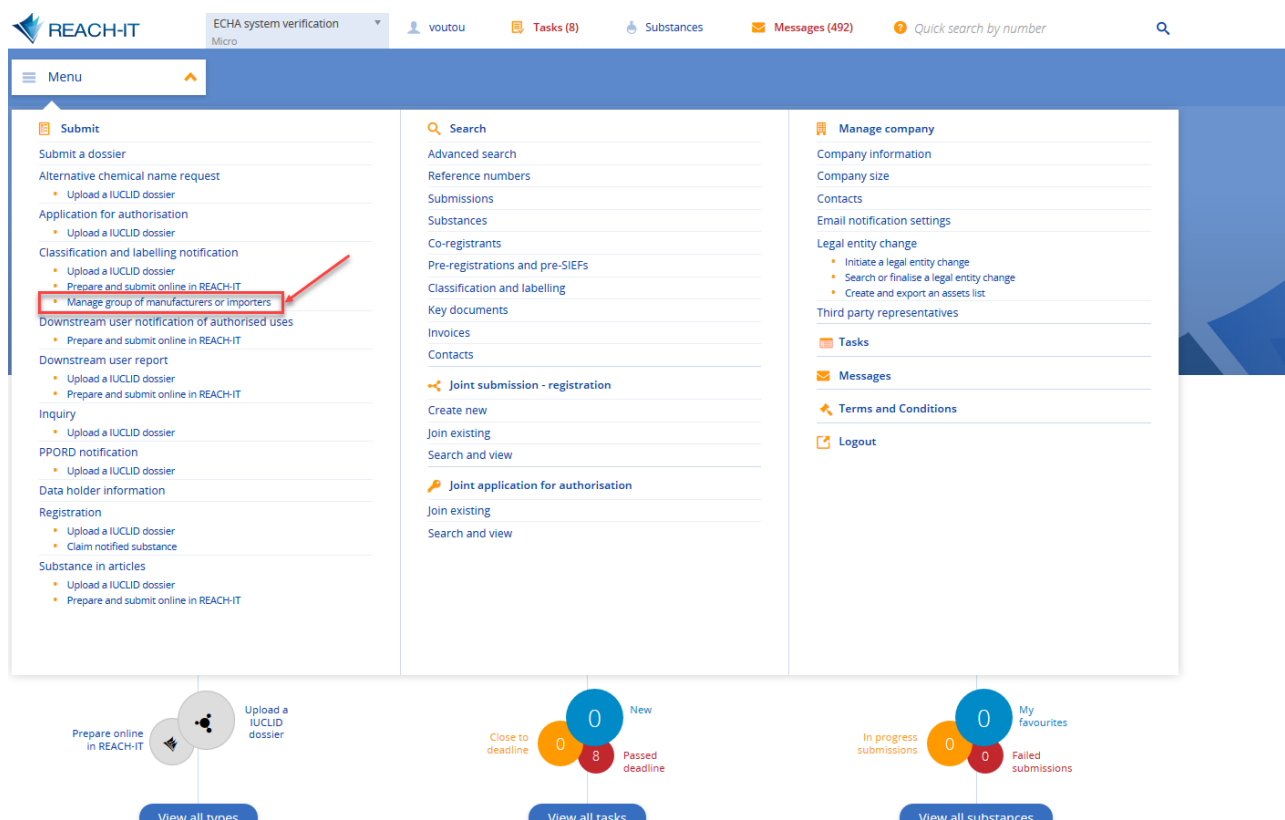 REACH-IT
ECHA system verification
Micro
voutou
Tasks (8)
Substances
Messages (492)
Quick search by number
Menu
Submit
Submit a dossier
Alternative chemical name request
Upload a IUCLID dossier
Application for authorisation
Upload a IUCLID dossier
Classification and labelling notification
Upload a IUCLID dossier
Prepare and submit online in REACH-IT
Manage group of manufacturers or importers
Downstream user notification of authorised uses
Prepare and submit online in REACH-IT
Downstream user report
Upload a IUCLID dossier
Prepare and submit online in REACH-IT
Inquiry
Upload a IUCLID dossier
PPORD notification
Upload a IUCLID dossier
Data holder information
Registration
Upload a IUCLID dossier
Claim notified substance
Substance in articles
Upload a IUCLID dossier
Prepare and submit online in REACH-IT
Search
Advanced search
Reference numbers
Submissions
Substances
Co-registrants
Pre-registrations and pre-SIEFs
Classification and labelling
Key documents
Invoices
Contacts
Joint submission - registration
Create new
Join existing
Search and view
Joint application for authorisation
Join existing
Search and view
Manage company
Company information
Company size
Contacts
Email notification settings
Legal entity change
Initiate a legal entity change
Search or finalise a legal entity change
Create and export an assets list
Third party representatives
Tasks
Messages
Terms and Conditions
Logout
Prepare online
in REACH-IT
Upload a
IUCLID
dossier
View all types
0
New
Close to
deadline
0
8
Passed
deadline
View all tasks
0
My
favourites
In progress
submissions
0
0
Failed
submissions
View all substances